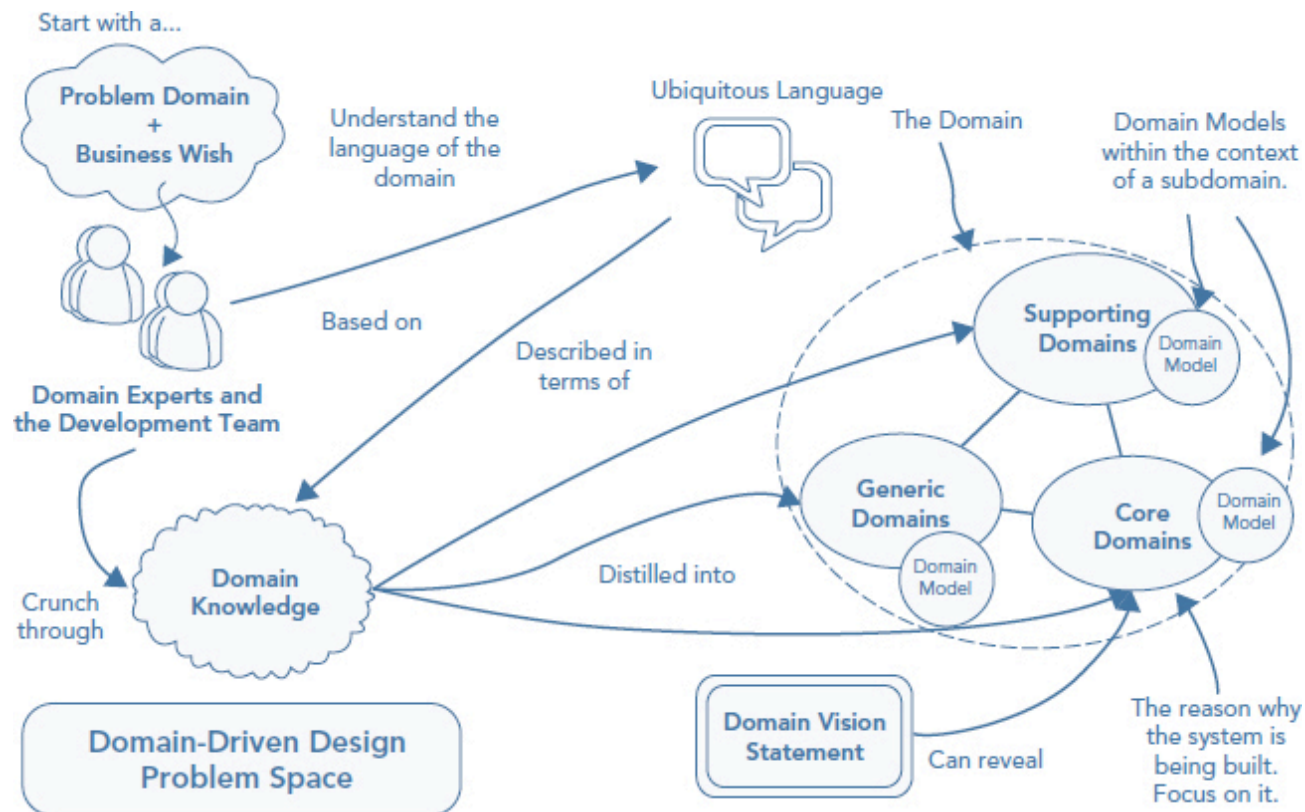 Start with a...
Problem Domain
+
Business Wish
Understand the
language of the
domain
Ubiquitous Language
The Domain
Domain Models
within the context
of a subdomain.
Based on
Domain Experts and
the Development Team
Described in
terms of
Supporting
Domains
Domain
Model
Generic
Domains
Domain
Model
Core
Domains
Domain
Model
Crunch
through
Domain
Knowledge
Distilled into
Domain-Driven Design
Problem Space
Domain Vision
Statement
Can reveal
The reason why
the system is
being built.
Focus on it.